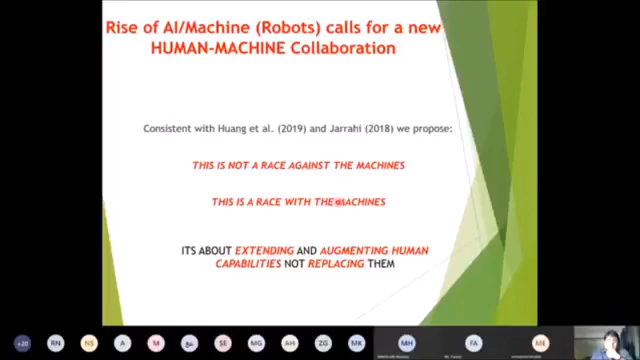 Rise of AI/Machine (Robots) calls for a new
HUMAN-MACHINE Collaboration
Consistent with Huang et al. (2019) and Jarrahi (2018) we propose:
THIS IS NOT A RACE AGAINST THE MACHINES
THIS IS A RACE WITH THE MACHINES
ITS ABOUT EXTENDING AND AUGMENTING HUMAN
CAPABILITIES NOT REPLACING THEM
+20 RN NS A M SE MG AH ZG MK MH FA ME